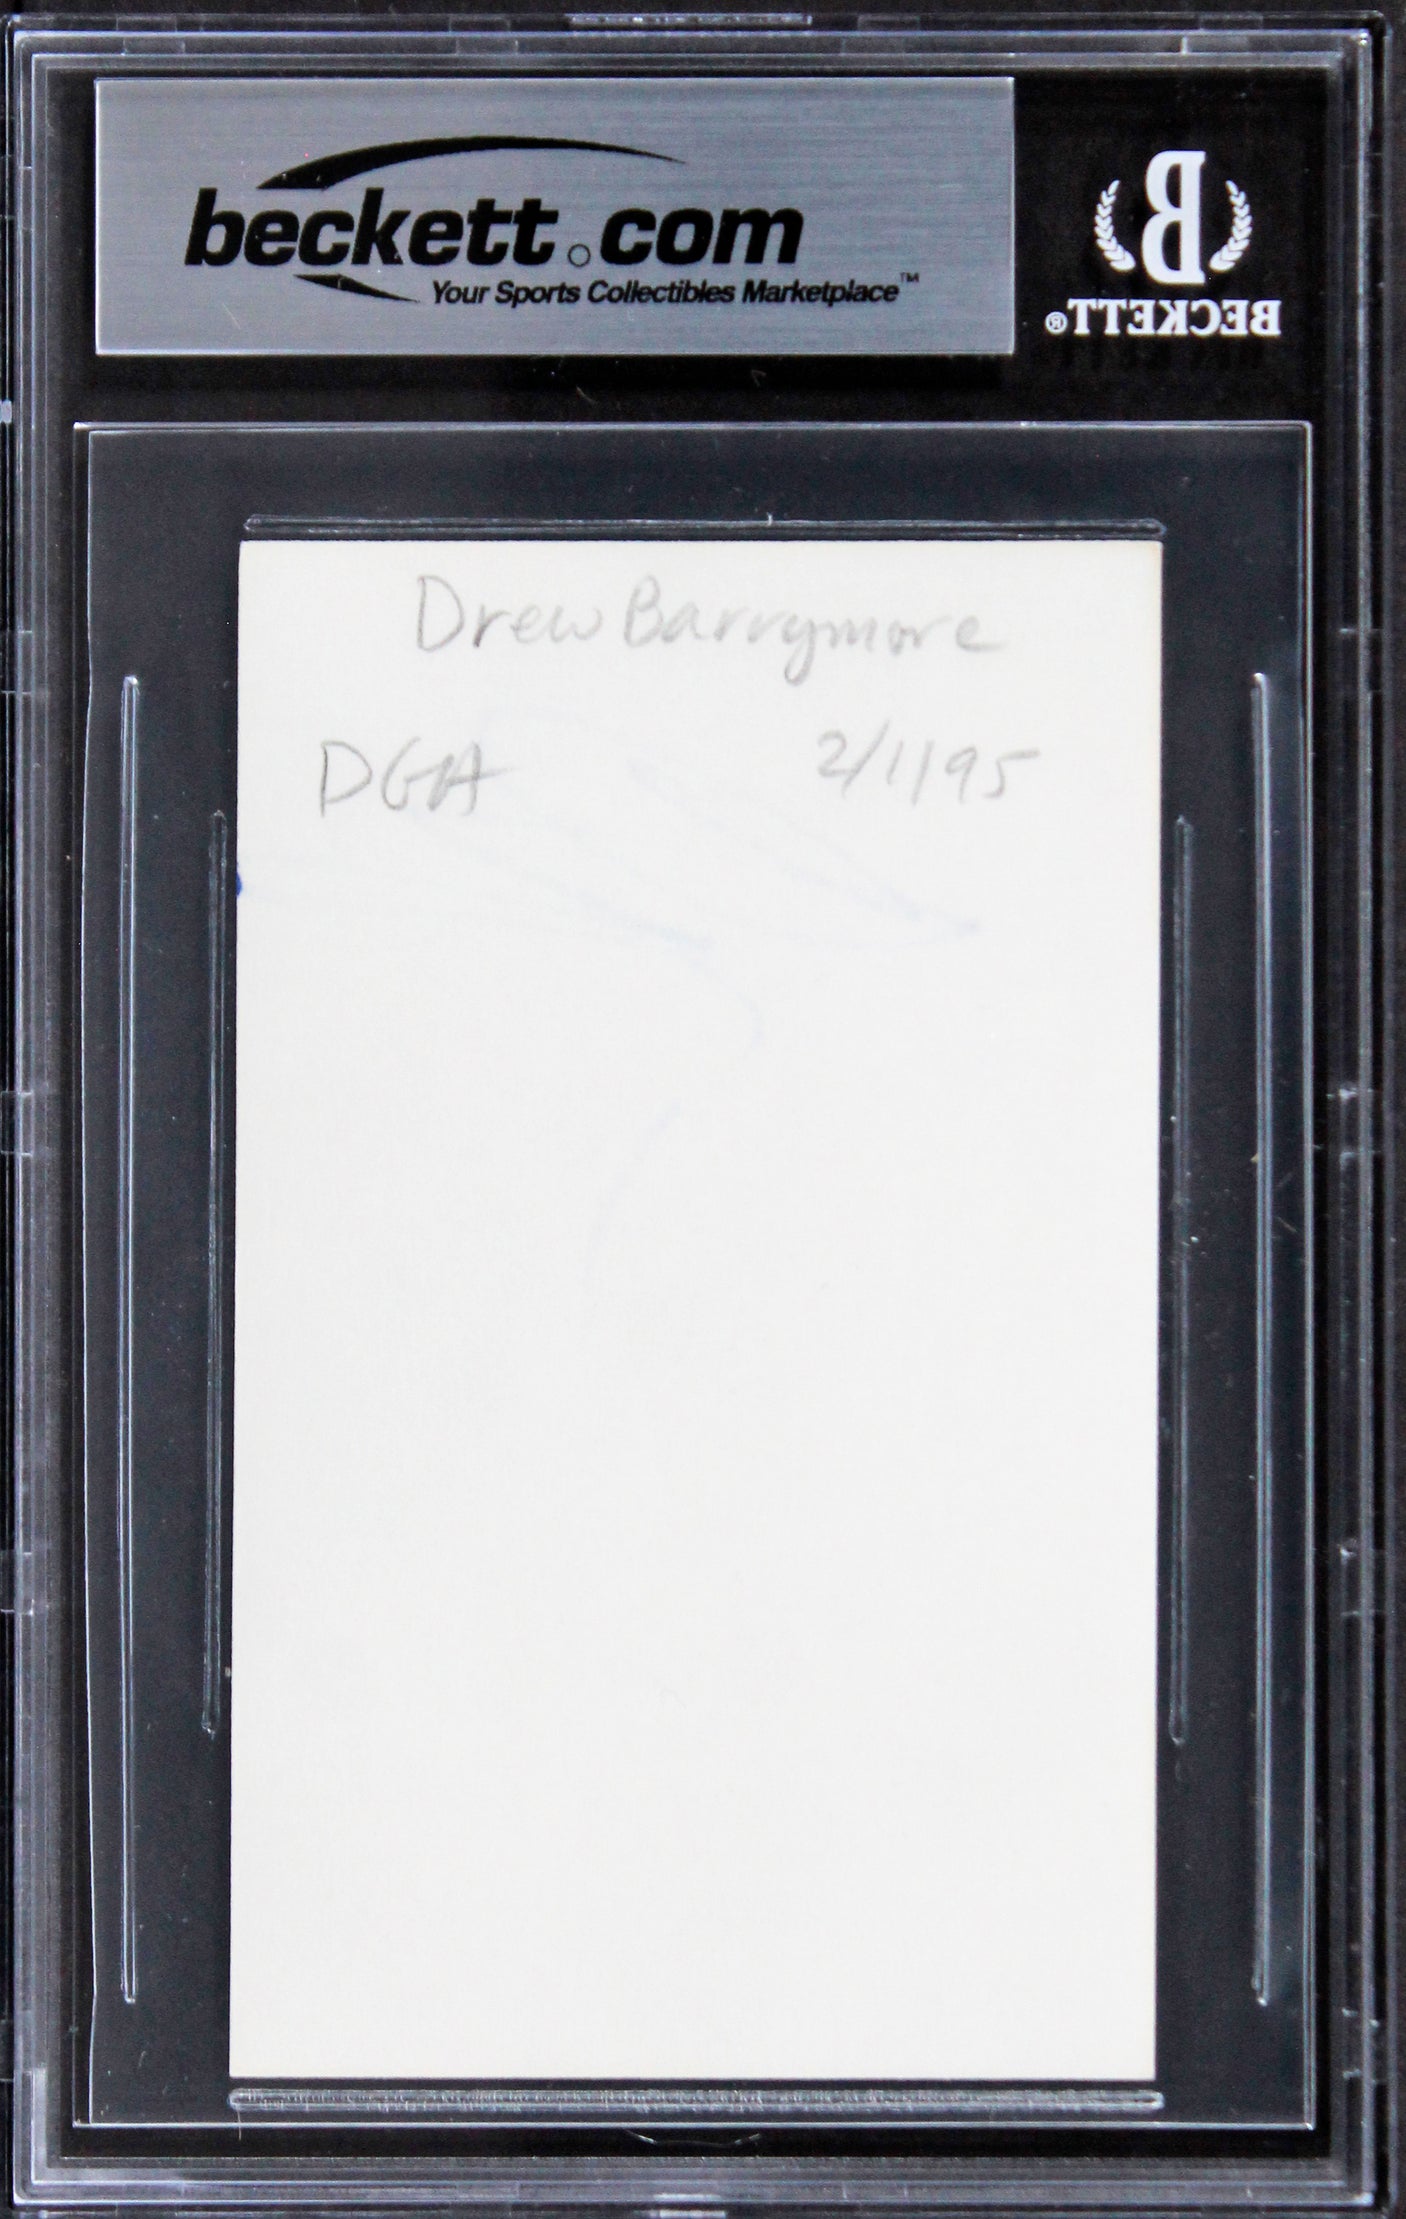 beckett.com
Your Sports Collectibles Marketplace™
B
BECKETT®
Drew Barrymore
DGA 2/1/95